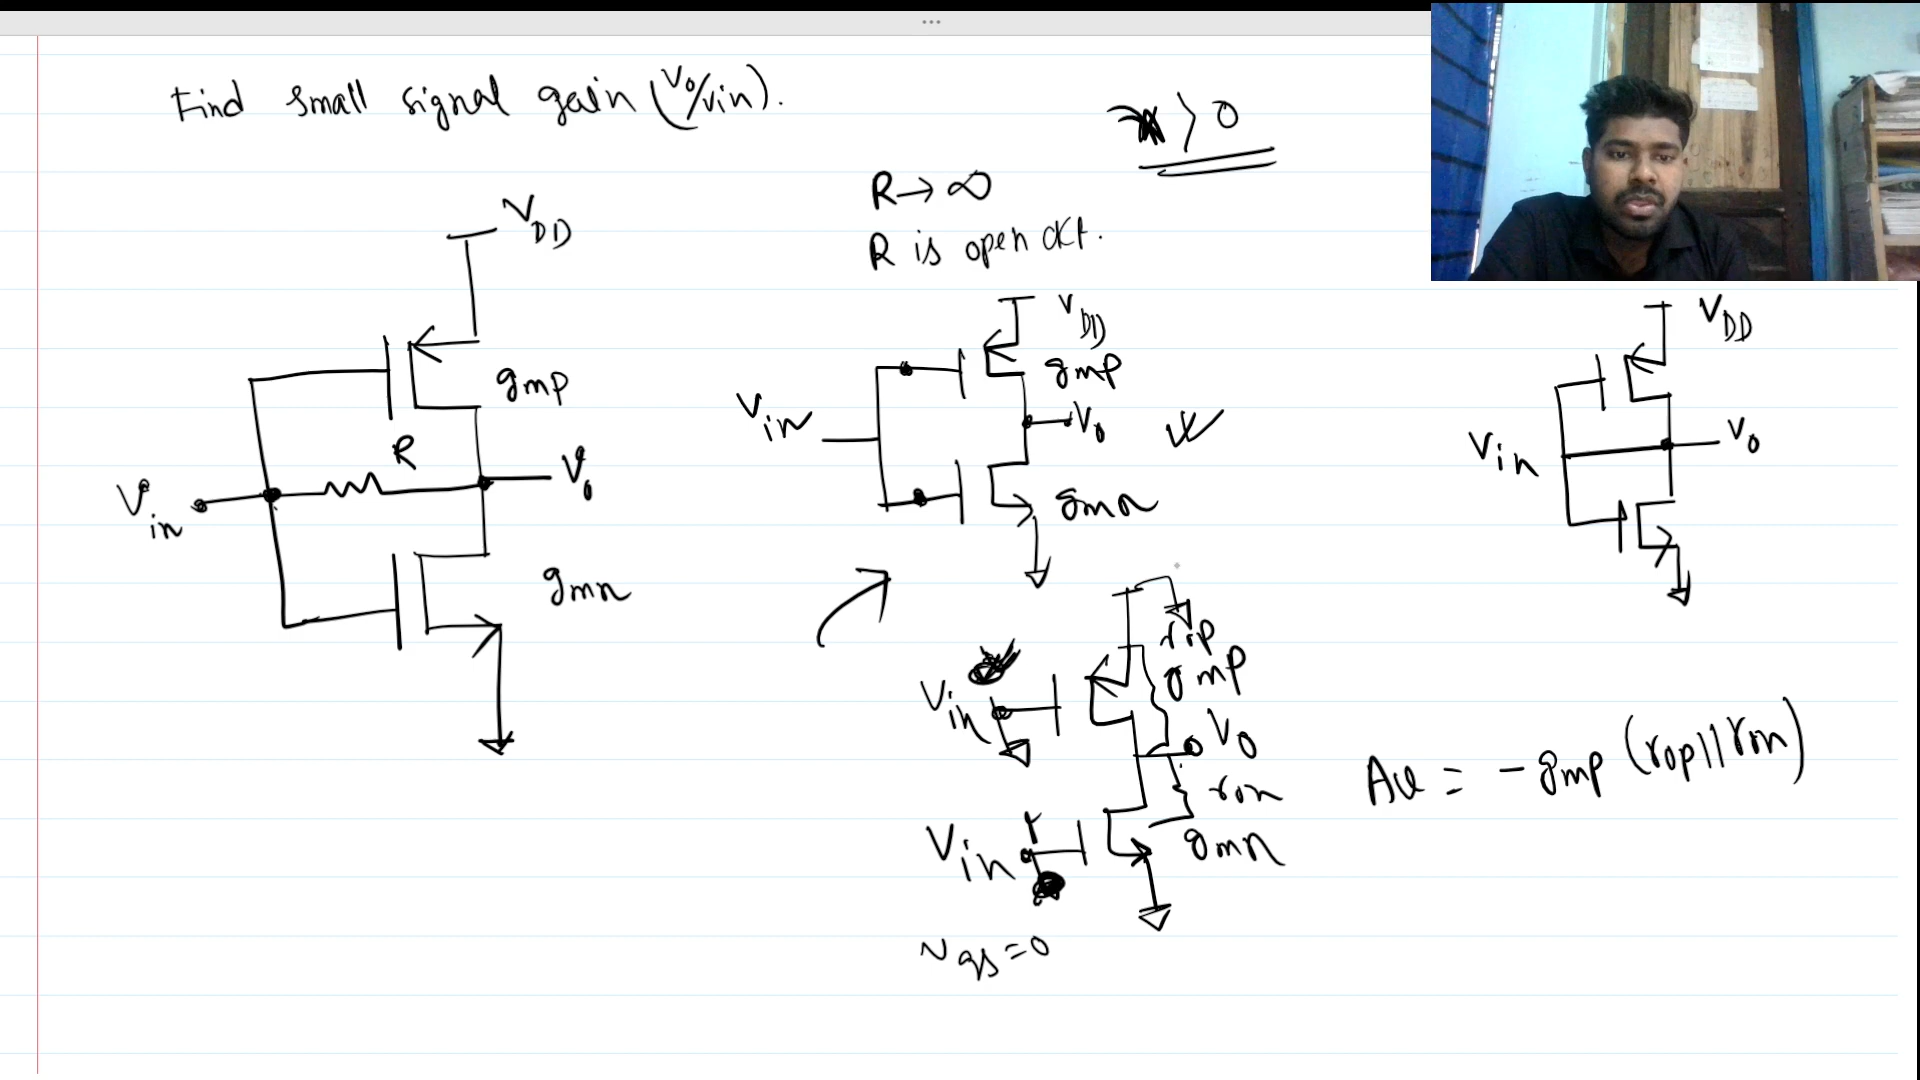 Find small signal gain (Vo/Vin).
> 0
R→∞
R is open ckt.
VDD
gmp
R
Vin
Vo
gmn
VDD
gmp
Vin
Vo
gmn
VDD
Vin
Vo
gmp
Vin
Vo
ron
Vin
gmn
Vgs=0
Av = - gmp (rop||ron)